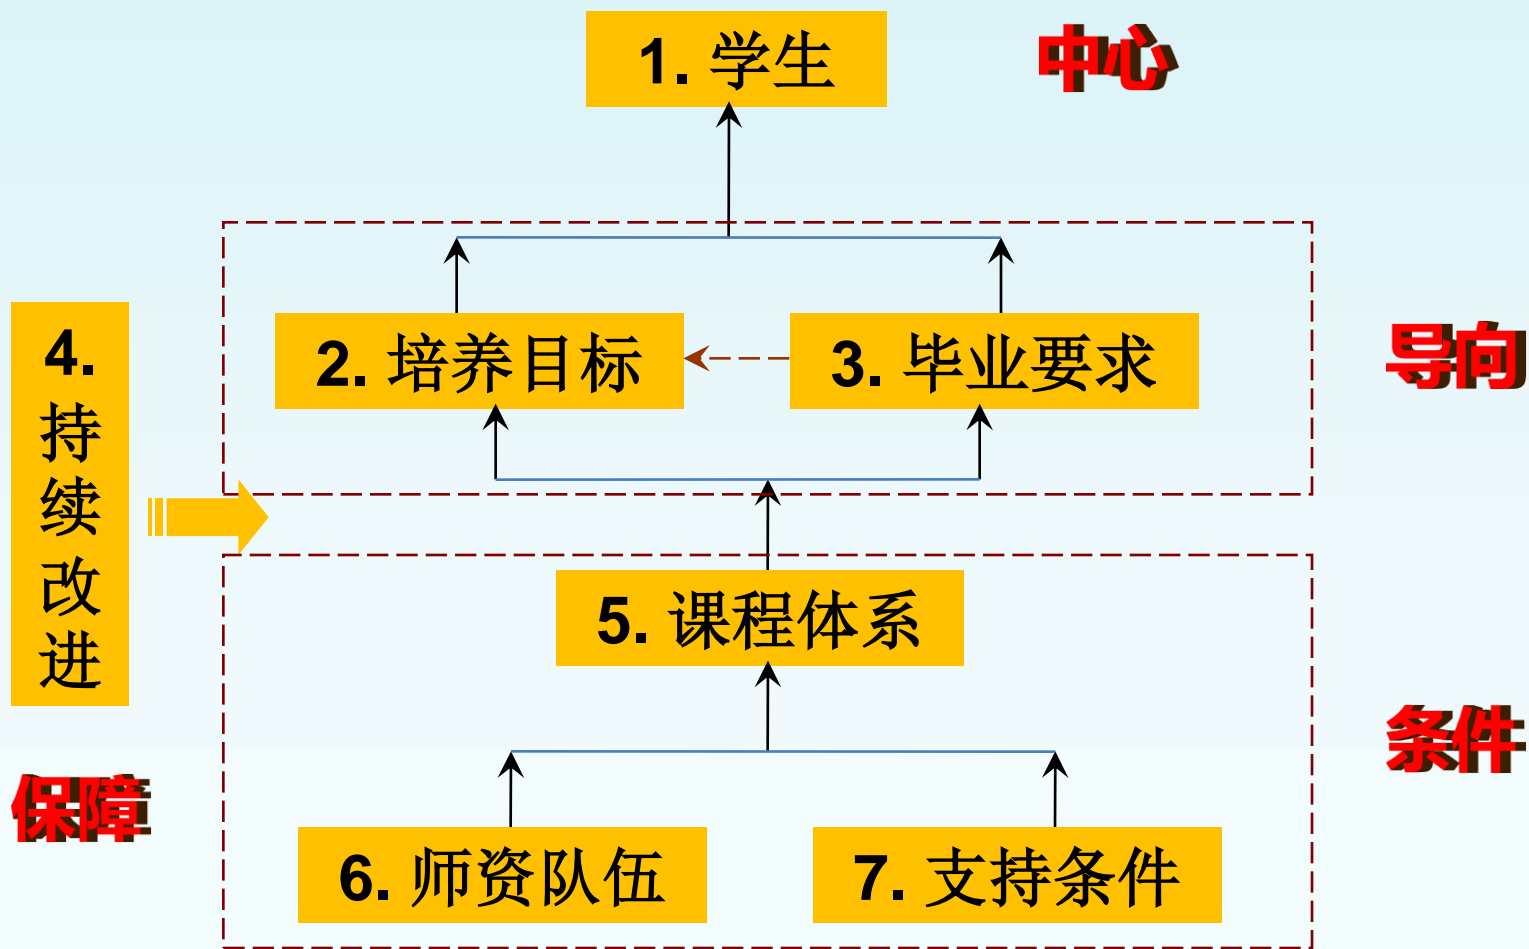 1. 学生
中心
2. 培养目标
3. 毕业要求
导向
4.
持
续
改
进
保障
5. 课程体系
条件
6. 师资队伍
7. 支持条件